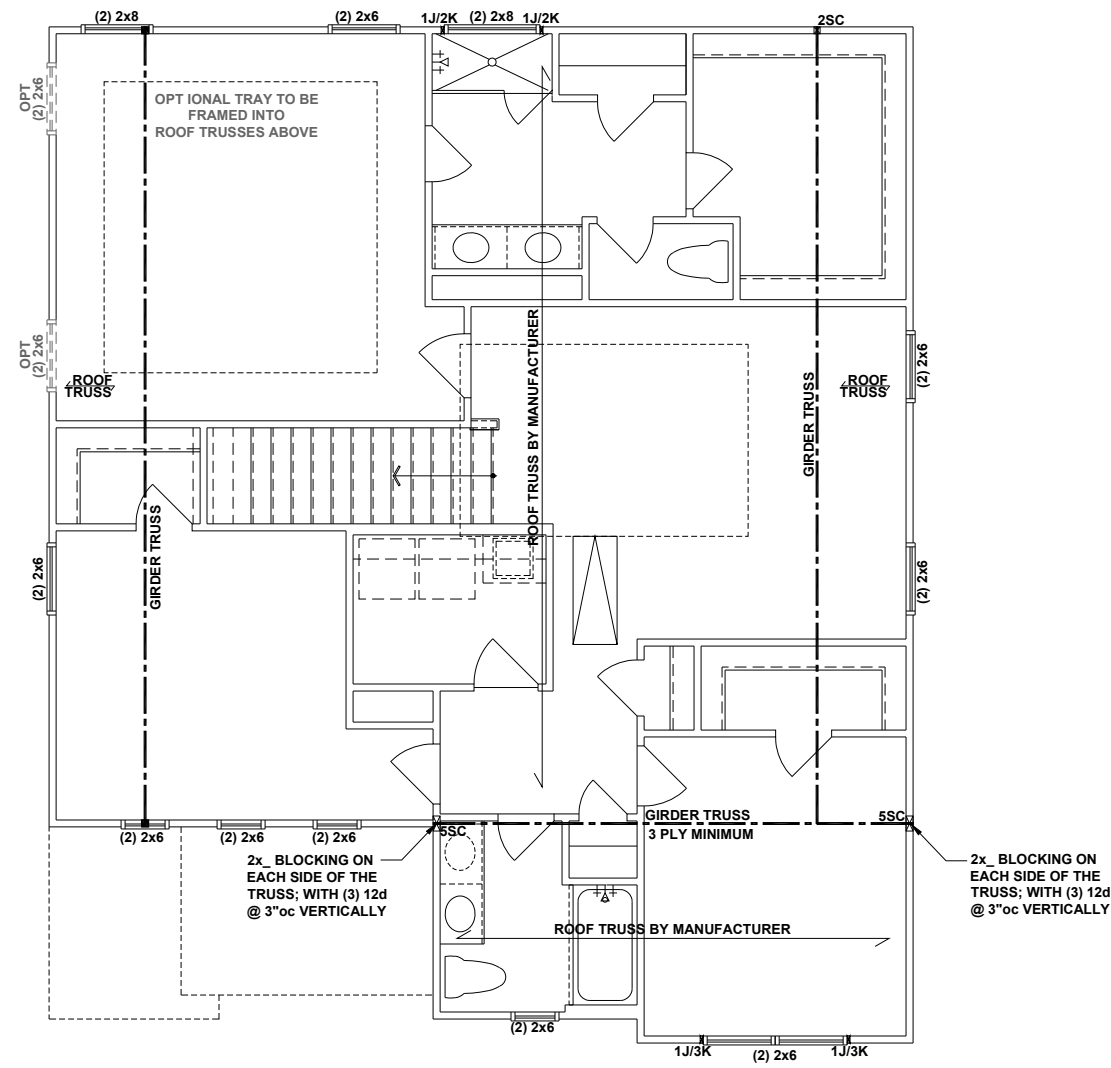 (2) 2x8
(2) 2x6
1J/2K
(2) 2x8
1J/2K
2SC
OPT
(2) 2x6
OPT IONAL TRAY TO BE
FRAMED INTO
ROOF TRUSSES ABOVE
OPT
(2) 2x6
ROOF
TRUSS
ROOF TRUSS BY MANUFACTURER
GIRDER TRUSS
ROOF
TRUSS
(2) 2x6
GIRDER TRUSS
(2) 2x6
(2) 2x6
(2) 2x6
(2) 2x6
(2) 2x6
5SC
GIRDER TRUSS
3 PLY MINIMUM
5SC
2x_ BLOCKING ON
EACH SIDE OF THE
TRUSS; WITH (3) 12d
@ 3"oc VERTICALLY
2x_ BLOCKING ON
EACH SIDE OF THE
TRUSS; WITH (3) 12d
@ 3"oc VERTICALLY
ROOF TRUSS BY MANUFACTURER
(2) 2x6
1J/3K
(2) 2x6
1J/3K